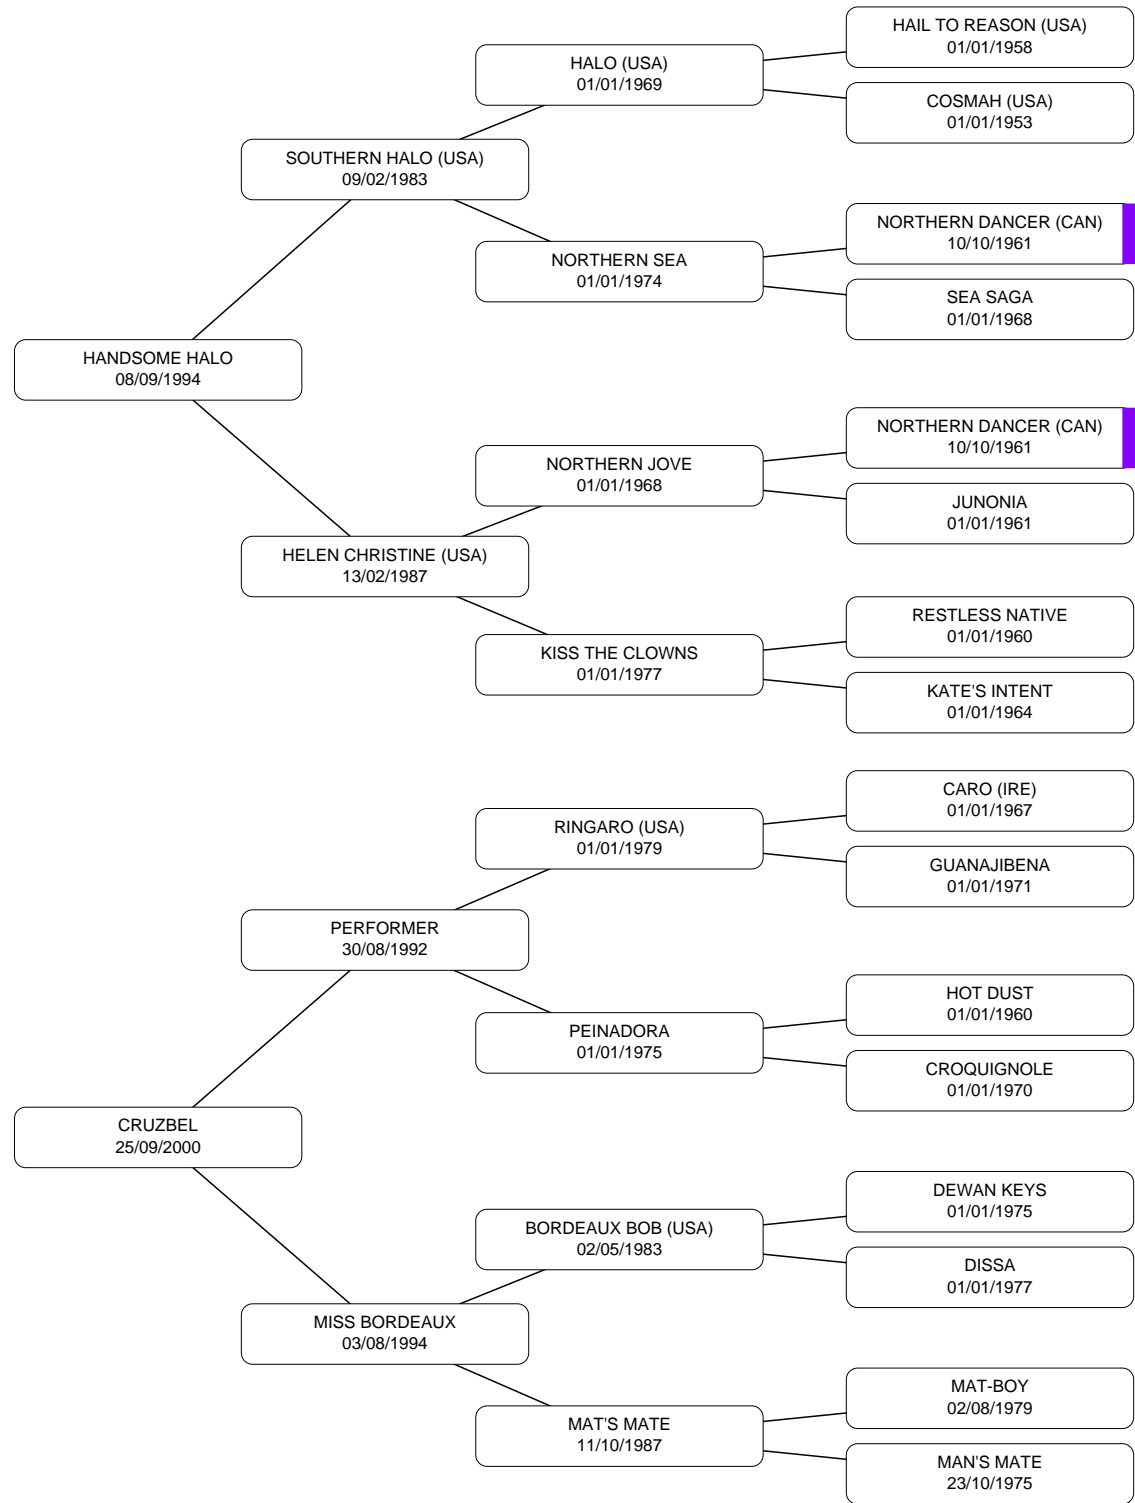 HAIL TO REASON (USA)
01/01/1958
HALO (USA)
01/01/1969
COSMAH (USA)
01/01/1953
SOUTHERN HALO (USA)
09/02/1983
NORTHERN DANCER (CAN)
10/10/1961
NORTHERN SEA
01/01/1974
SEA SAGA
01/01/1968
HANDSOME HALO
08/09/1994
NORTHERN DANCER (CAN)
10/10/1961
NORTHERN JOVE
01/01/1968
JUNONIA
01/01/1961
HELEN CHRISTINE (USA)
13/02/1987
RESTLESS NATIVE
01/01/1960
KISS THE CLOWNS
01/01/1977
KATE'S INTENT
01/01/1964
CARO (IRE)
01/01/1967
RINGARO (USA)
01/01/1979
GUANAJIBENA
01/01/1971
PERFORMER
30/08/1992
HOT DUST
01/01/1960
PEINADORA
01/01/1975
CROQUIGNOLE
01/01/1970
CRUZBEL
25/09/2000
DEWAN KEYS
01/01/1975
BORDEAUX BOB (USA)
02/05/1983
DISSA
01/01/1977
MISS BORDEAUX
03/08/1994
MAT-BOY
02/08/1979
MAT'S MATE
11/10/1987
MAN'S MATE
23/10/1975